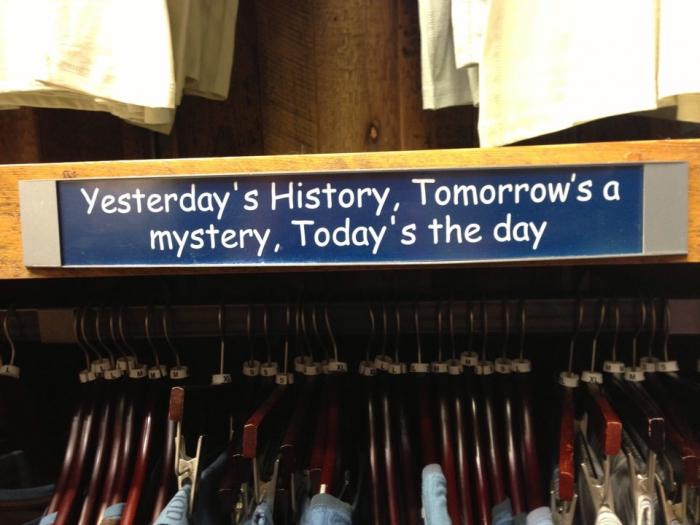 Yesterday's History, Tomorrow's a
mystery, Today's the day